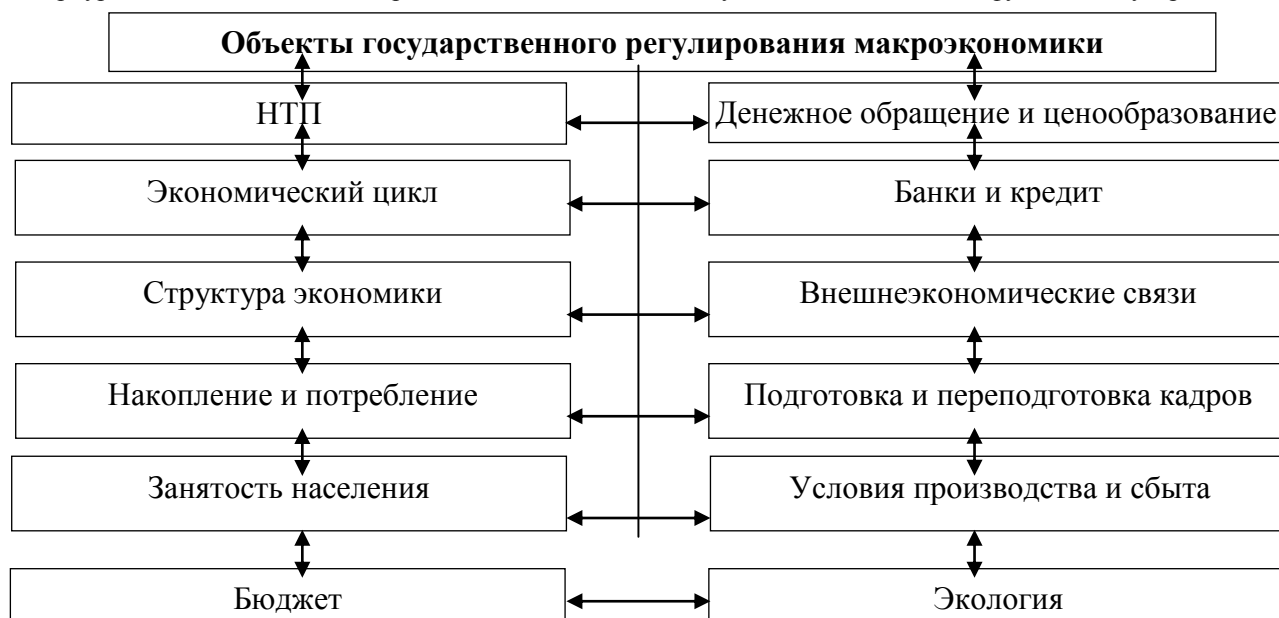 Объекты государственного регулирования макроэкономики
НТП
Денежное обращение и ценообразование
Экономический цикл
Банки и кредит
Структура экономики
Внешнеэкономические связи
Накопление и потребление
Подготовка и переподготовка кадров
Занятость населения
Условия производства и сбыта
Бюджет
Экология